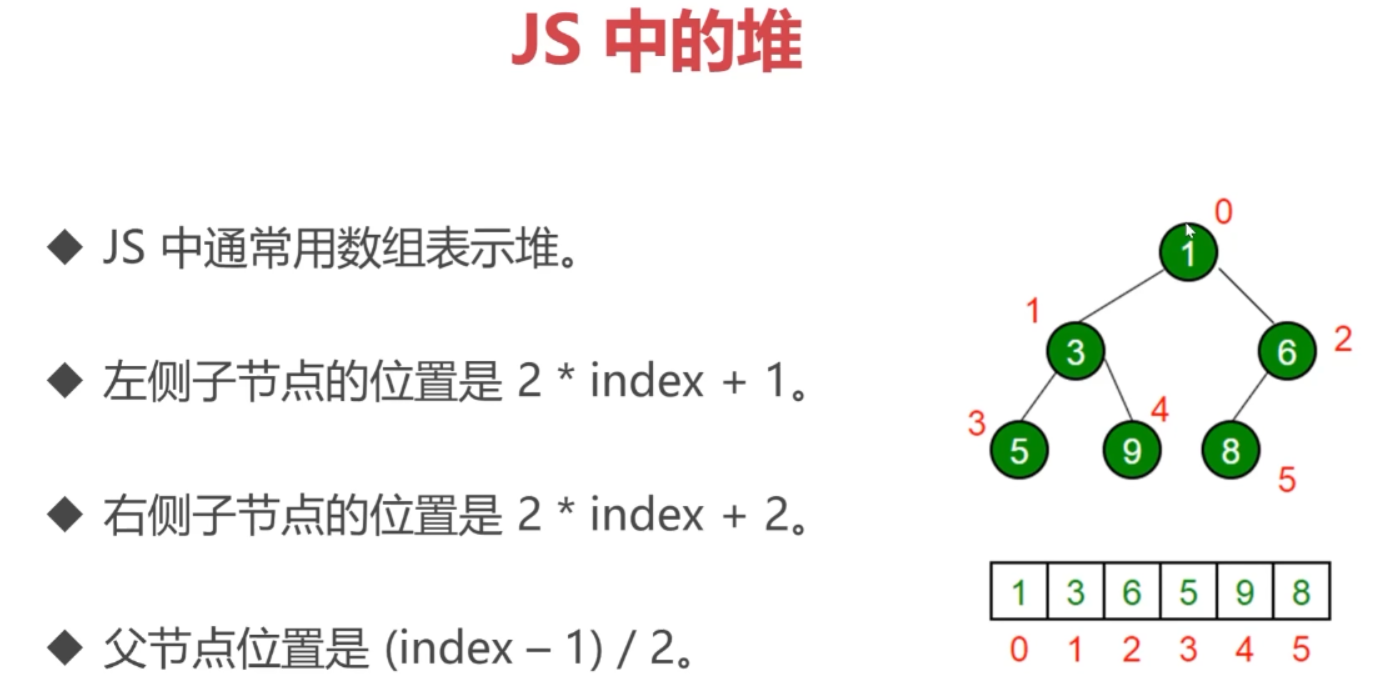 JS 中的堆
◆ JS 中通常用数组表示堆。
◆ 左侧子节点的位置是 2 * index + 1。
◆ 右侧子节点的位置是 2 * index + 2。
◆ 父节点位置是 (index – 1) / 2。
0
1
1
3
6
2
3
4
5
9
8
5
1 3 6 5 9 8
0 1 2 3 4 5